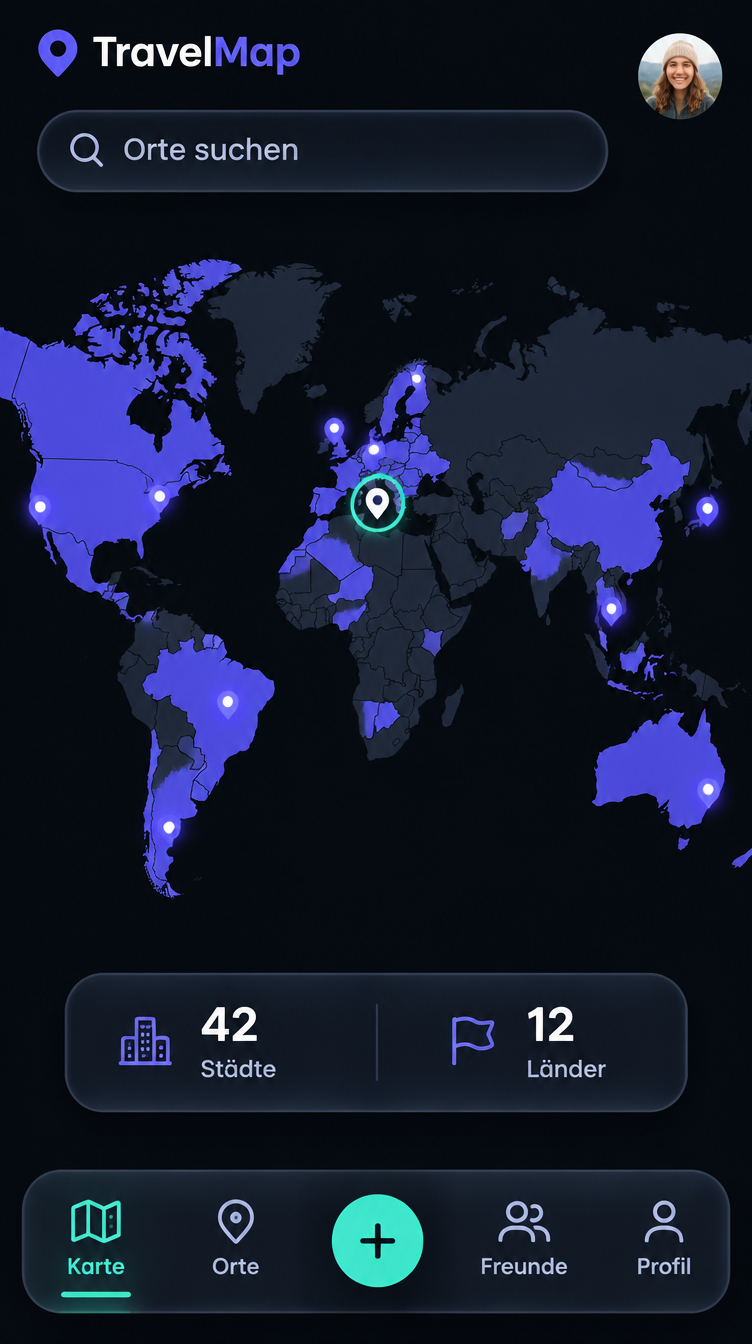 TravelMap
Orte suchen
42
Städte
12
Länder
Karte
Orte
Freunde
Profil